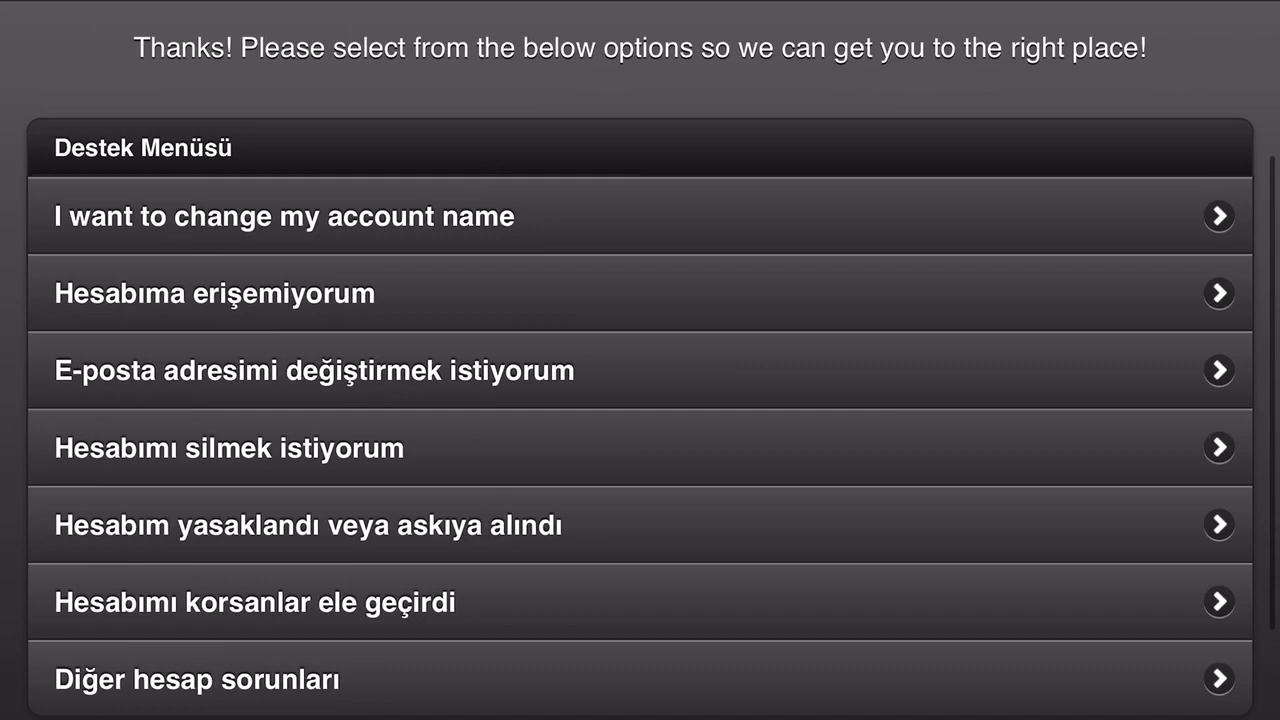 Thanks! Please select from the below options so we can get you to the right place!
Destek Menüsü
I want to change my account name
Hesabıma erişemiyorum
E-posta adresimi değiştirmek istiyorum
Hesabımı silmek istiyorum
Hesabım yasaklandı veya askıya alındı
Hesabımı korsanlar ele geçirdi
Diğer hesap sorunları